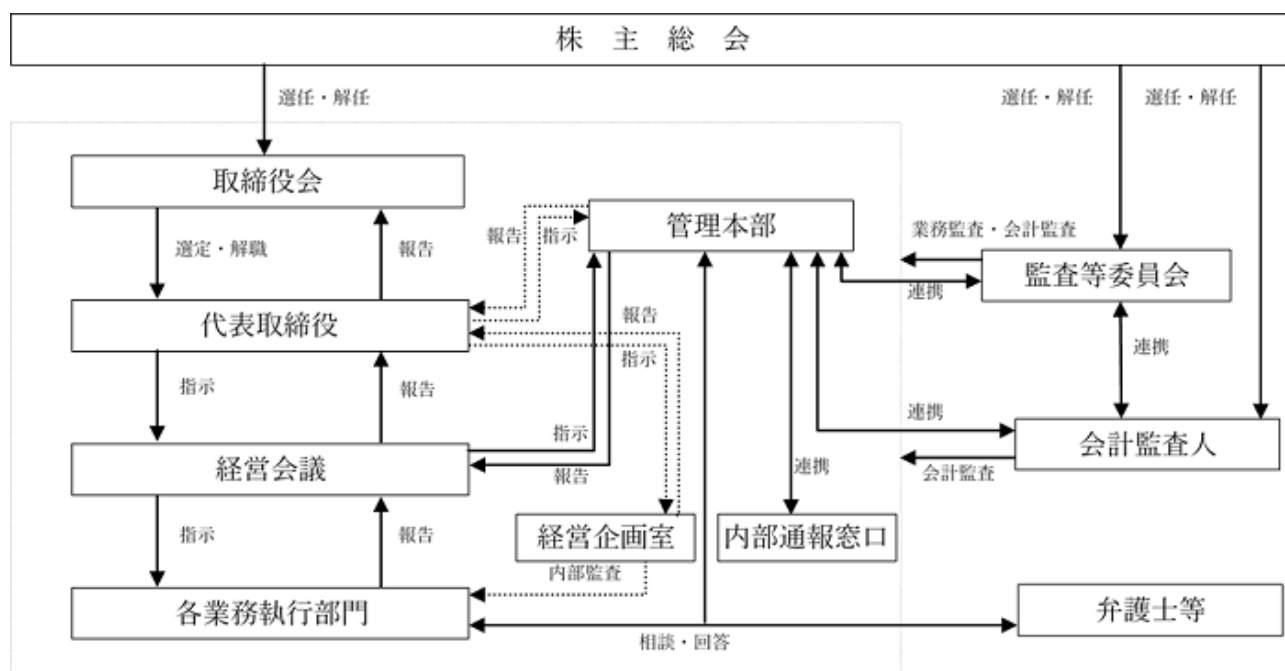 株主総会
選任・解任
選任・解任
選任・解任
取締役会
管理本部
報告
指示
選定・解職
報告
業務監査・会計監査
監査等委員会
連携
代表取締役
報告
指示
連携
指示
報告
連携
指示
会計監査人
経営会議
報告
連携
会計監査
指示
報告
経営企画室
内部通報窓口
内部監査
各業務執行部門
弁護士等
相談・回答